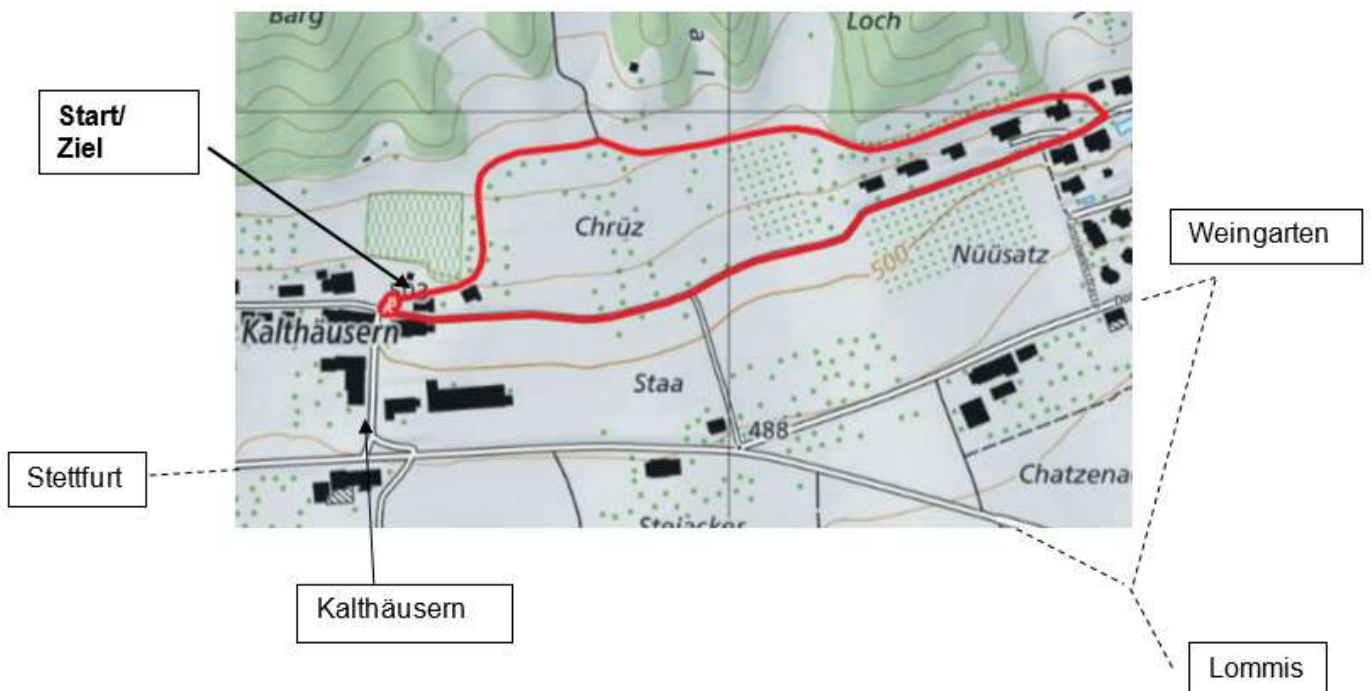 Barg
Loch
a
l
Start/
Ziel
Chrüz
Weingarten
500
Nüüsatz
Kalthäusern
Staa
488
Stettfurt
Chatzena
Kalthäusern
Lommis